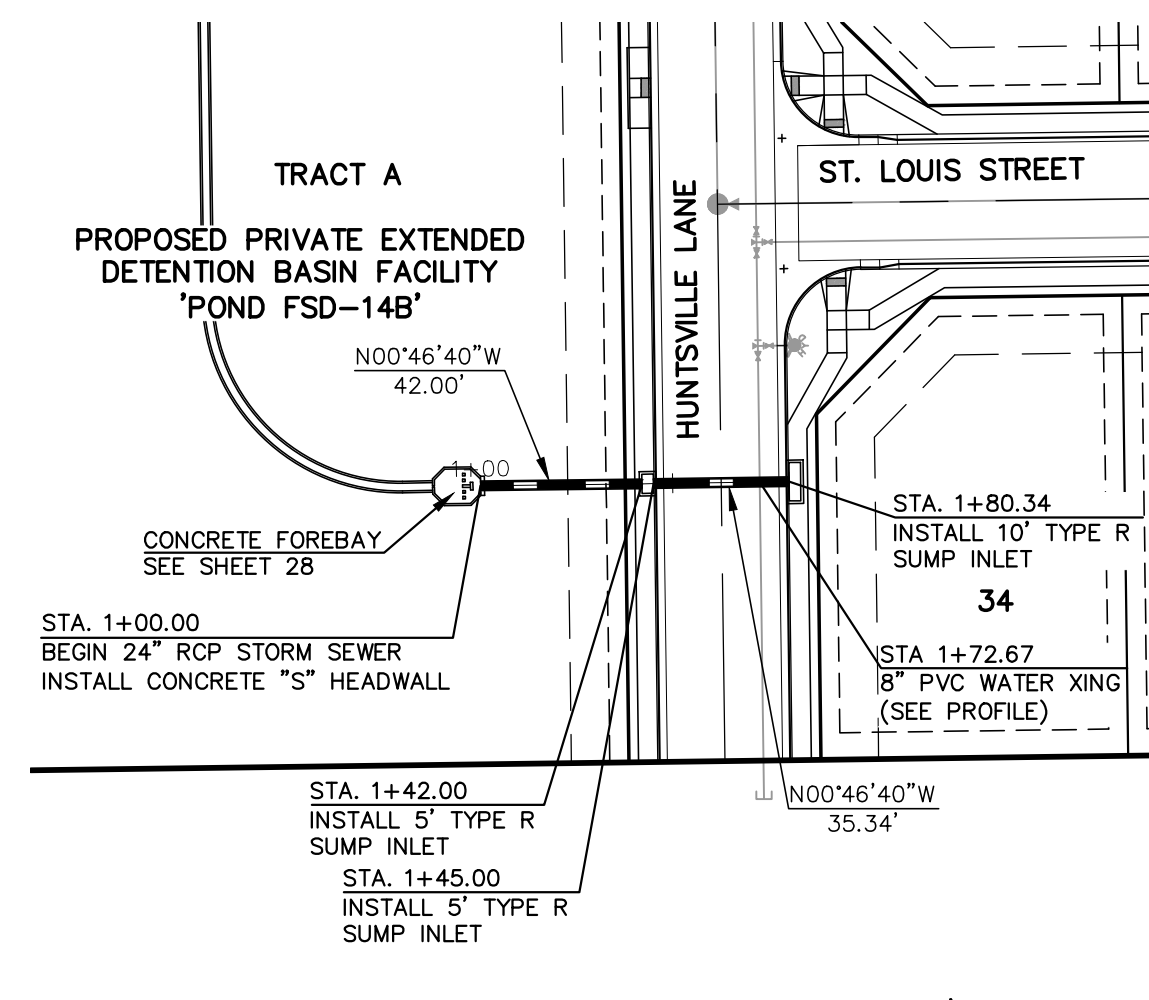 TRACT A
PROPOSED PRIVATE EXTENDED
DETENTION BASIN FACILITY
'POND FSD-14B'
ST. LOUIS STREET
HUNTSVILLE LANE
N00°46'40"W
42.00'
1+00
CONCRETE FOREBAY
SEE SHEET 28
STA. 1+00.00
BEGIN 24" RCP STORM SEWER
INSTALL CONCRETE "S" HEADWALL
STA. 1+80.34
INSTALL 10' TYPE R
SUMP INLET
34
STA 1+72.67
8" PVC WATER XING
(SEE PROFILE)
STA. 1+42.00
INSTALL 5' TYPE R
SUMP INLET
STA. 1+45.00
INSTALL 5' TYPE R
SUMP INLET
N00°46'40"W
35.34'